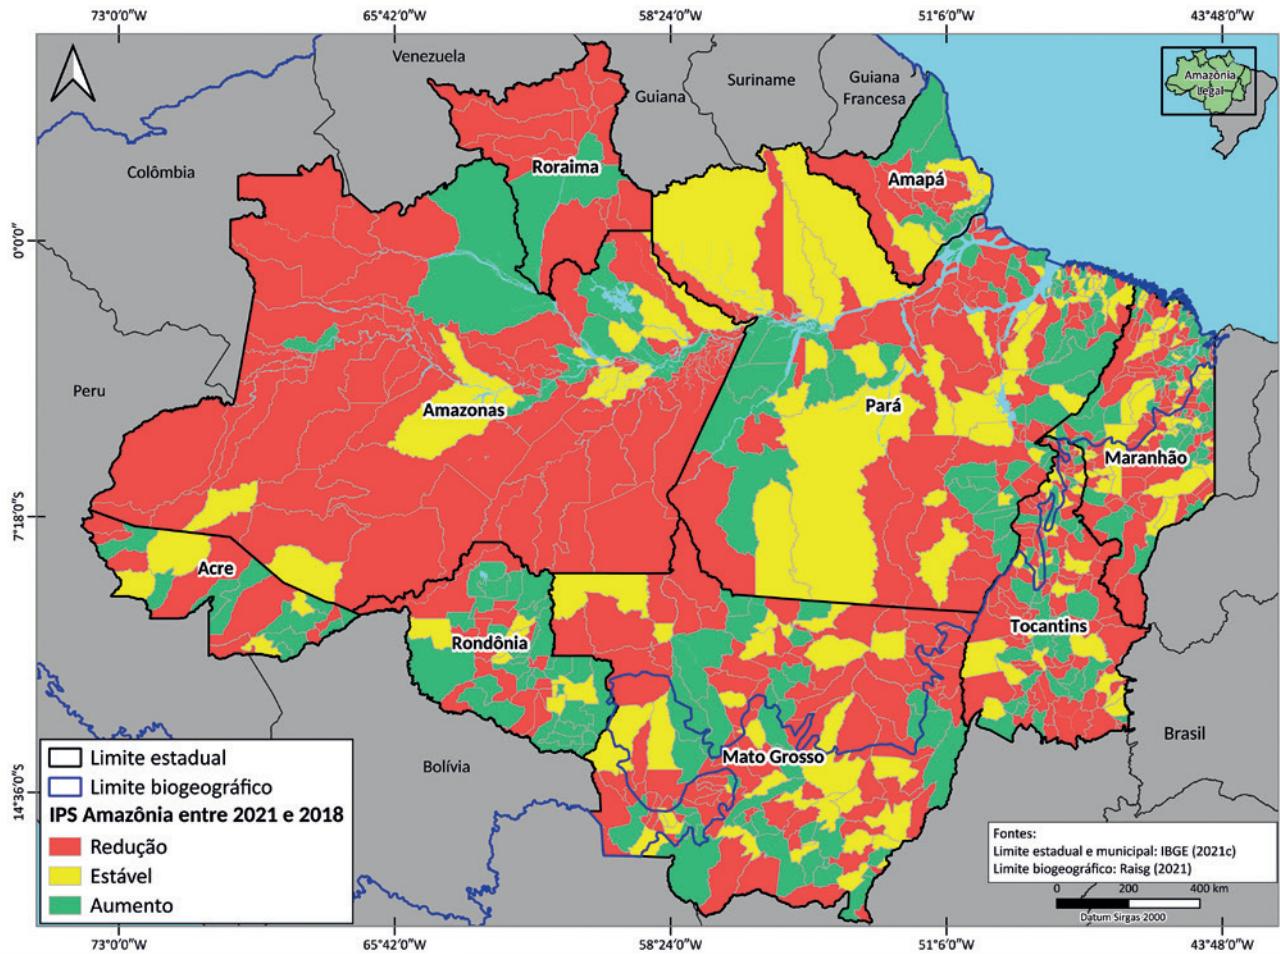 73°0′0″W
65°42′0″W
58°24′0″W
51°6′0″W
43°48′0″W
Venezuela
Suriname
Guiana
Guiana
Francesa
Amazônia
Legal
Colômbia
Roraima
Amapá
0°0′0″
Peru
Amazonas
Pará
Maranhão
7°18′0″S
Acre
Tocantins
Rondônia
Brasil
Mato Grosso
Bolívia
14°36′0″S
Limite estadual
Limite biogeográfico
IPS Amazônia entre 2021 e 2018
Redução
Estável
Aumento
Fontes:
Limite estadual e municipal: IBGE (2021c)
Limite biogeográfico: Raisg (2021)
0 200 400 km
Datum Sirgas 2000
73°0′0″W
65°42′0″W
58°24′0″W
51°6′0″W
43°48′0″W